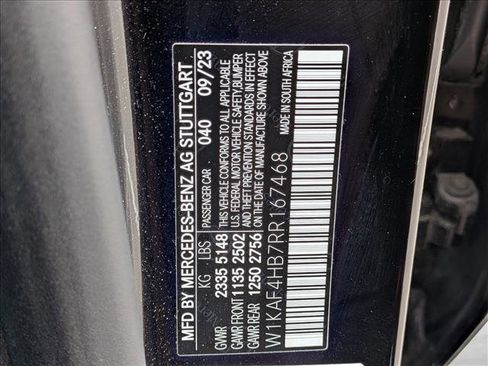 MFD BY MERCEDES-BENZ AG STUTTGART
PASSENGER CAR 040 09/23
KG LBS THIS VEHICLE CONFORMS TO ALL APPLICABLE
GVWR 2335 5148 U.S. FEDERAL MOTOR VEHICLE SAFETY,BUMPER
GAWR FRONT 1135 2502 AND THEFT PREVENTION STANDARDS IN EFFECT
GAWR REAR 1250 2756 ON THE DATE OF MANUFACTURE SHOWN ABOVE
W1KAF4HB7RR167468 MADE IN SOUTH AFRICA